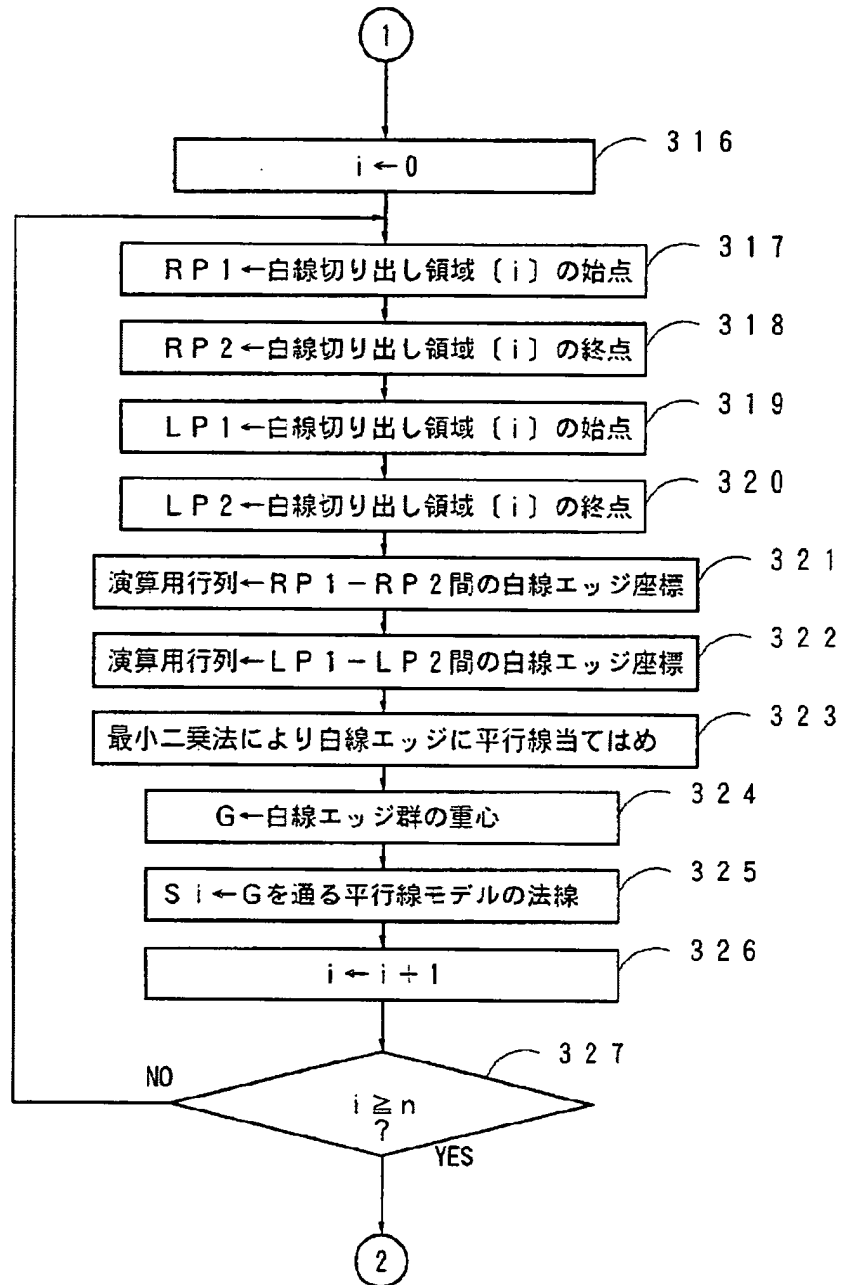 1
316
i←0
317
RP1←白線切り出し領域〔i〕の始点
318
RP2←白線切り出し領域〔i〕の終点
319
LP1←白線切り出し領域〔i〕の始点
320
LP2←白線切り出し領域〔i〕の終点
321
演算用行列←RP1−RP2間の白線エッジ座標
322
演算用行列←LP1−LP2間の白線エッジ座標
323
最小二乗法により白線エッジに平行線当てはめ
324
G←白線エッジ群の重心
325
Si←Gを通る平行線モデルの法線
326
i←i+1
327
NO
i≧n
?
YES
2